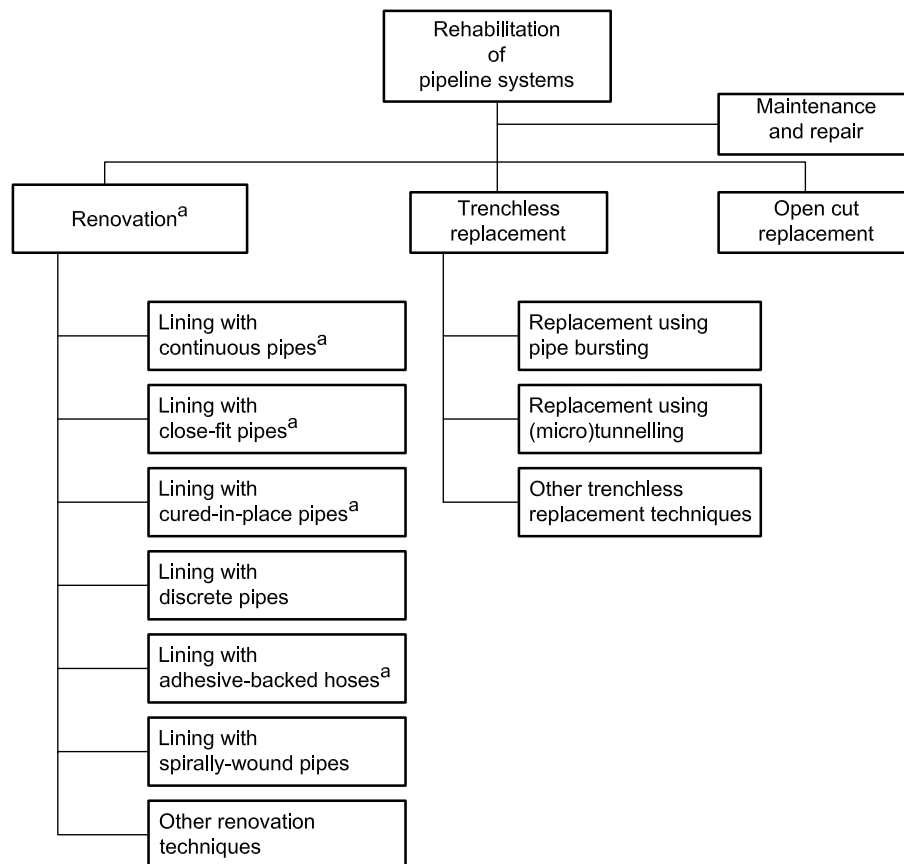 Rehabilitation
of
pipeline systems
Maintenance
and repair
Renovationᵃ
Trenchless
replacement
Open cut
replacement
Lining with
continuous pipesᵃ
Lining with
close-fit pipesᵃ
Lining with
cured-in-place pipesᵃ
Lining with
discrete pipes
Lining with
adhesive-backed hosesᵃ
Lining with
spirally-wound pipes
Other renovation
techniques
Replacement using
pipe bursting
Replacement using
(micro)tunnelling
Other trenchless
replacement techniques